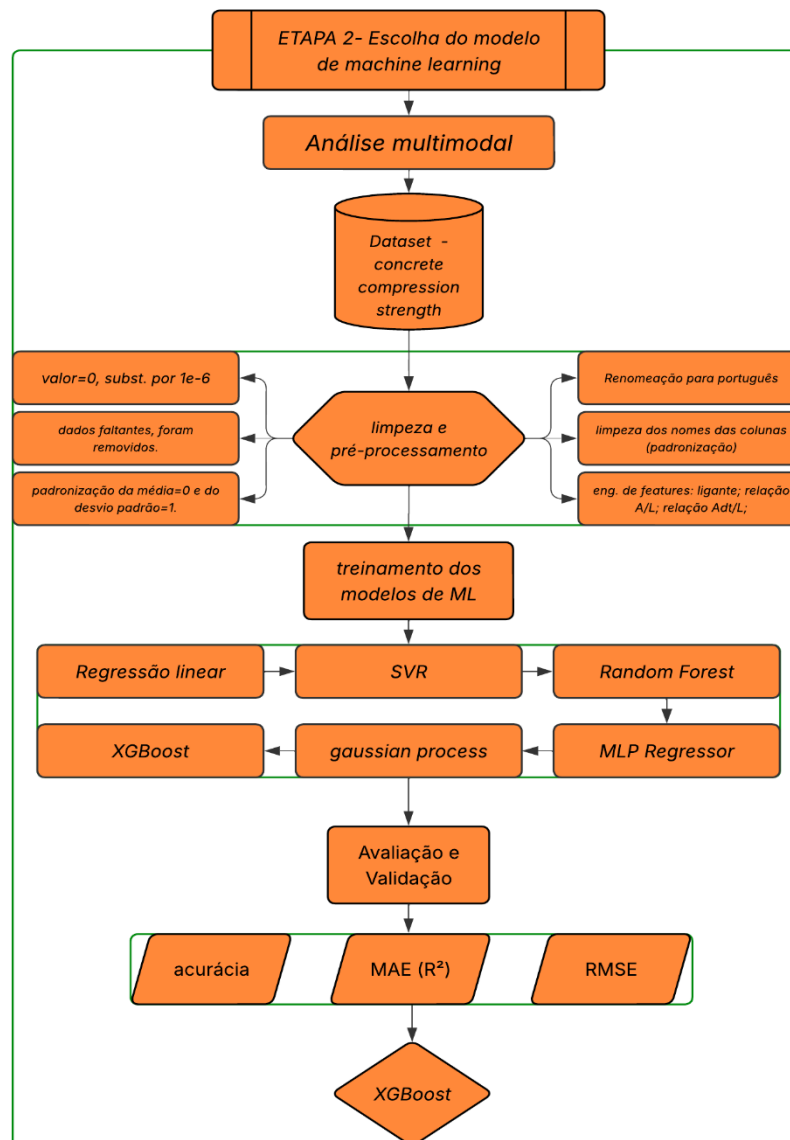 ETAPA 2- Escolha do modelo
de machine learning
Análise multimodal
Dataset -
concrete
compression
strength
valor=0, subst. por 1e-6
dados faltantes, foram
removidos.
padronização da média=0 e do
desvio padrão=1.
limpeza e
pré-processamento
Renomeação para português
limpeza dos nomes das colunas
(padronização)
eng. de features: ligante; relação
A/L; relação Adt/L;
treinamento dos
modelos de ML
Regressão linear
SVR
Random Forest
XGBoost
gaussian process
MLP Regressor
Avaliação e
Validação
acurácia
MAE (R²)
RMSE
XGBoost